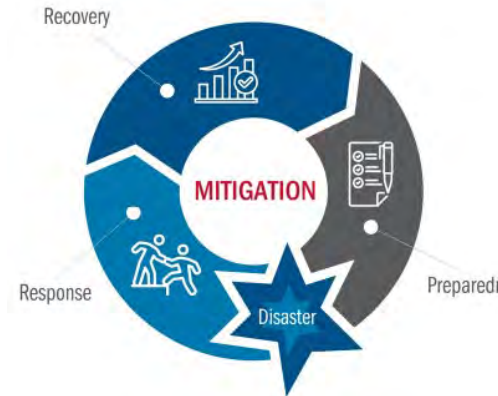 Recovery
MITIGATION
Response
Disaster
Preparedn